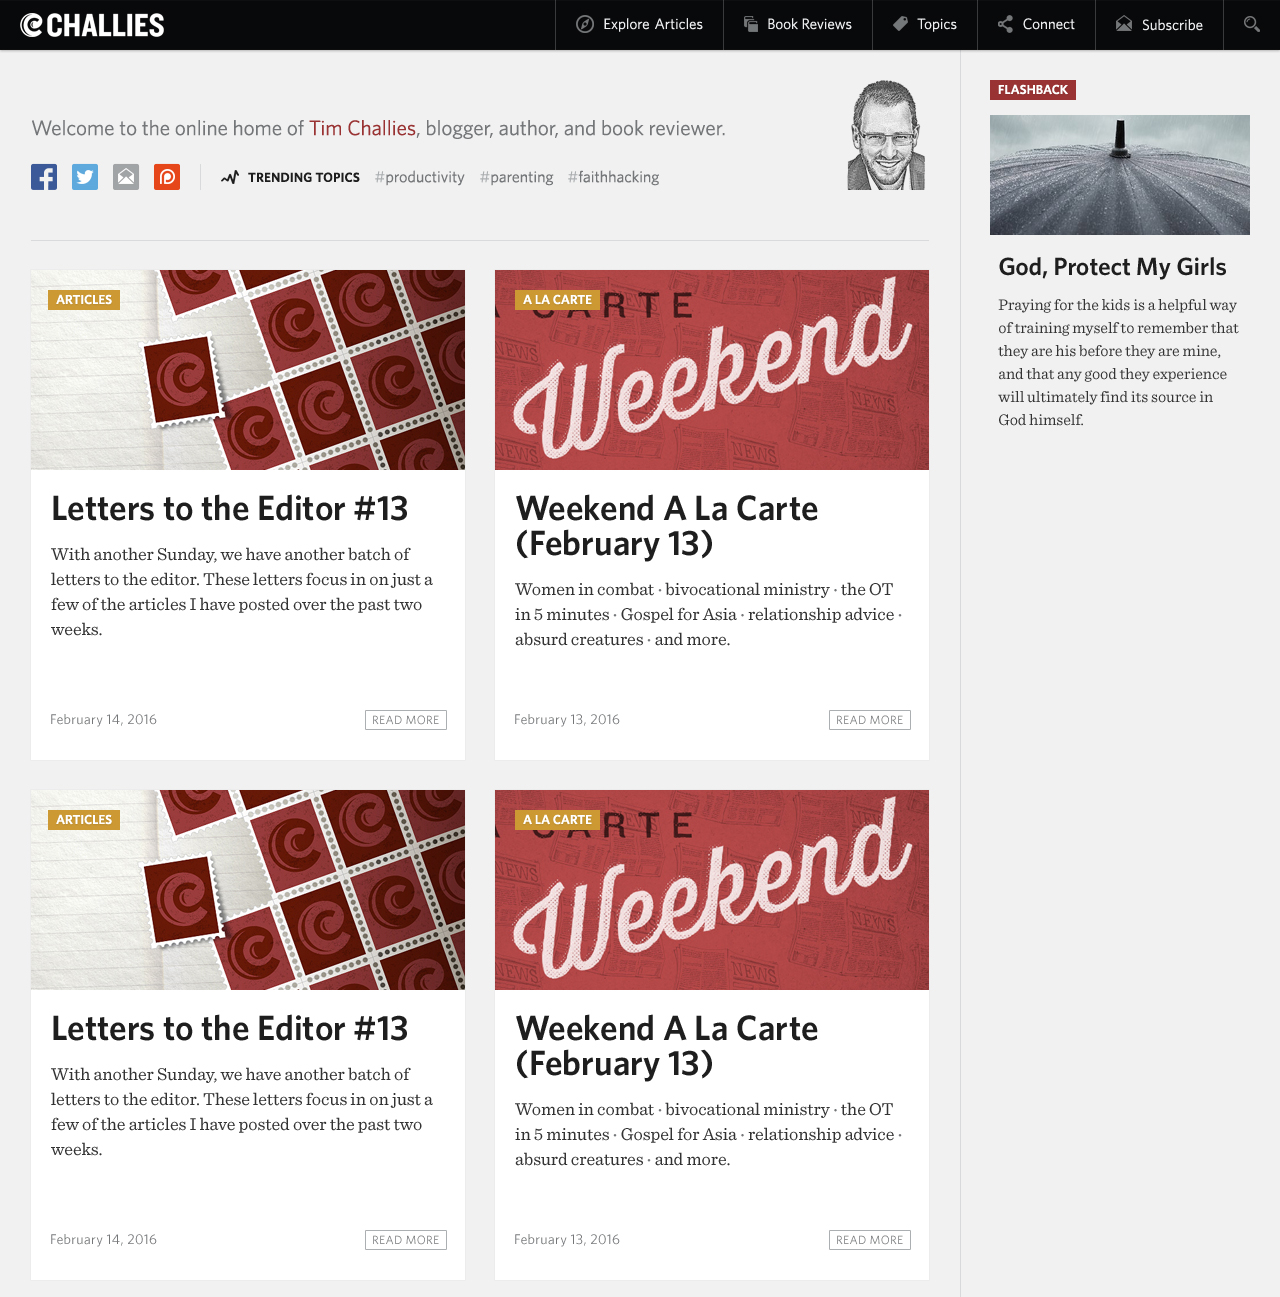 CHALLIES
Explore Articles
Book Reviews
Topics
Connect
Subscribe
Welcome to the online home of Tim Challies, blogger, author, and book reviewer.
TRENDING TOPICS #productivity #parenting #faithhacking
FLASHBACK
God, Protect My Girls
Praying for the kids is a helpful way
of training myself to remember that
they are his before they are mine,
and that any good they experience
will ultimately find its source in
God himself.
ARTICLES
Letters to the Editor #13
With another Sunday, we have another batch of
letters to the editor. These letters focus in on just a
few of the articles I have posted over the past two
weeks.
February 14, 2016
READ MORE
A LA CARTE
A LA CARTE
Weekend
NEWS
NEWS
NEWS
Weekend A La Carte
(February 13)
Women in combat · bivocational ministry · the OT
in 5 minutes · Gospel for Asia · relationship advice ·
absurd creatures · and more.
February 13, 2016
READ MORE
ARTICLES
Letters to the Editor #13
With another Sunday, we have another batch of
letters to the editor. These letters focus in on just a
few of the articles I have posted over the past two
weeks.
February 14, 2016
READ MORE
A LA CARTE
A LA CARTE
Weekend
NEWS
NEWS
NEWS
Weekend A La Carte
(February 13)
Women in combat · bivocational ministry · the OT
in 5 minutes · Gospel for Asia · relationship advice ·
absurd creatures · and more.
February 13, 2016
READ MORE